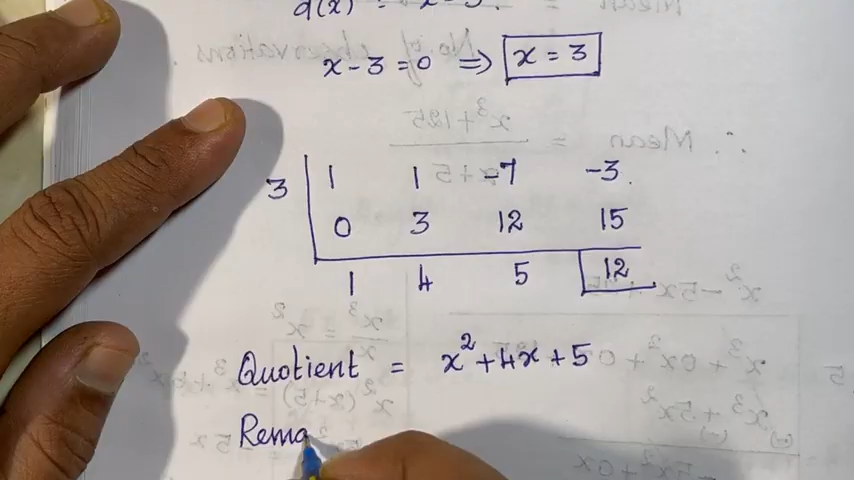 x - 3 = 0 ⇒ x = 3
3 | 1 1 -7 -3
0 3 12 15
1 4 5 12
Quotient = x² + 4x + 5
Rema